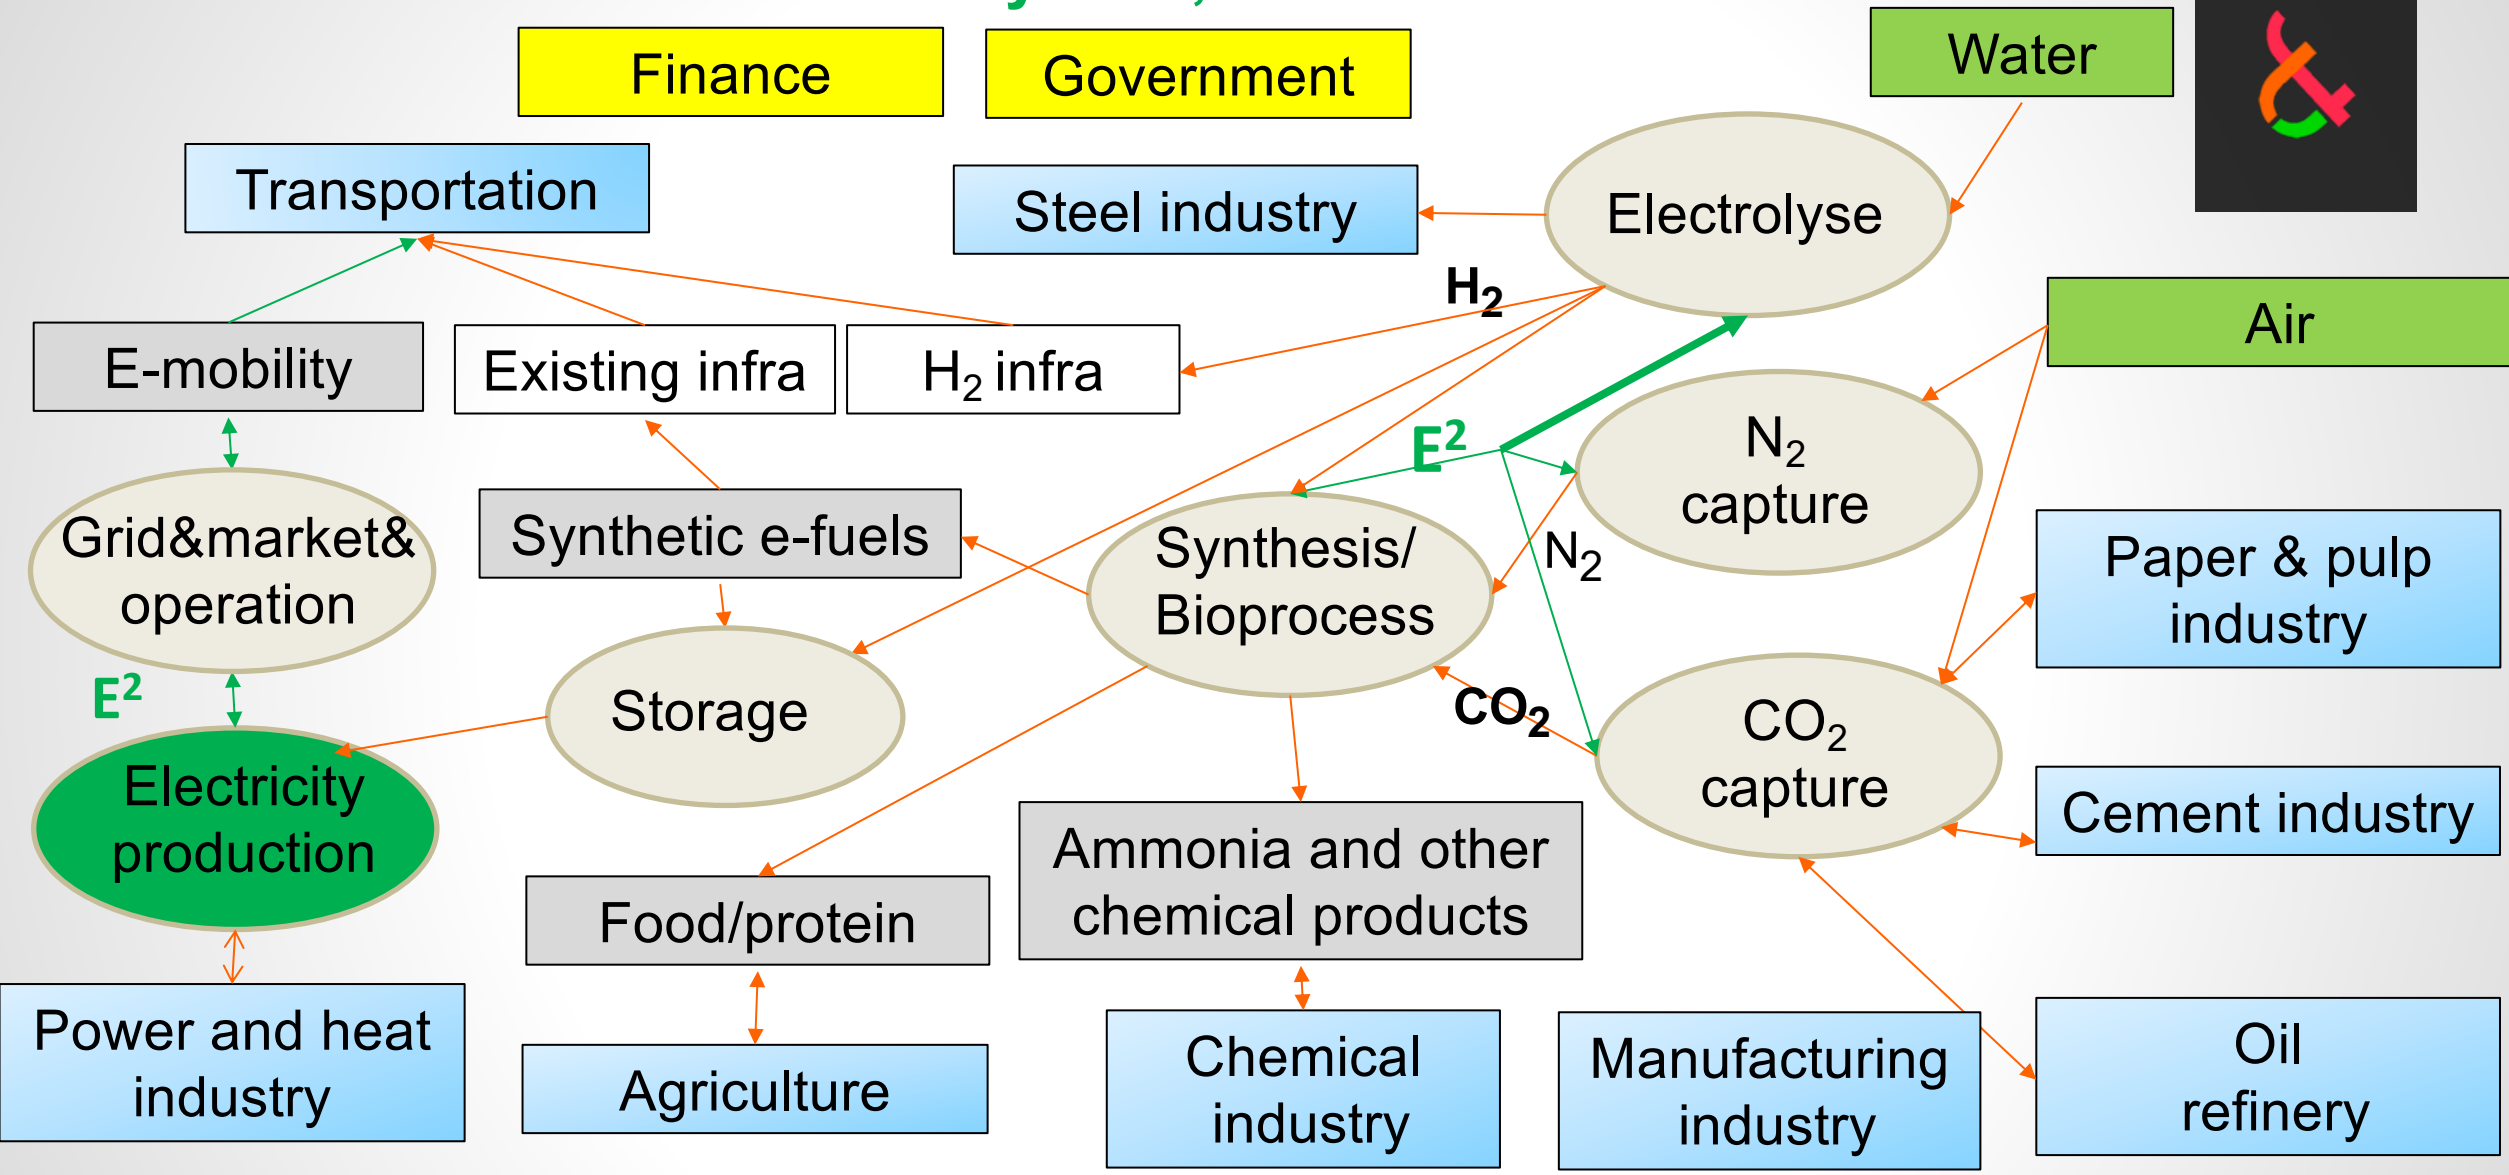 Finance
Government
Water
Transportation
Steel industry
Electrolyse
H₂
Air
E-mobility
Existing infra
H₂ infra
E²
N₂
capture
Grid&market&
operation
Synthetic e-fuels
Synthesis/
Bioprocess
N₂
Paper & pulp
industry
E²
Storage
CO₂
CO₂
capture
Electricity
production
Cement industry
Food/protein
Ammonia and other
chemical products
Power and heat
industry
Agriculture
Chemical
industry
Manufacturing
industry
Oil
refinery